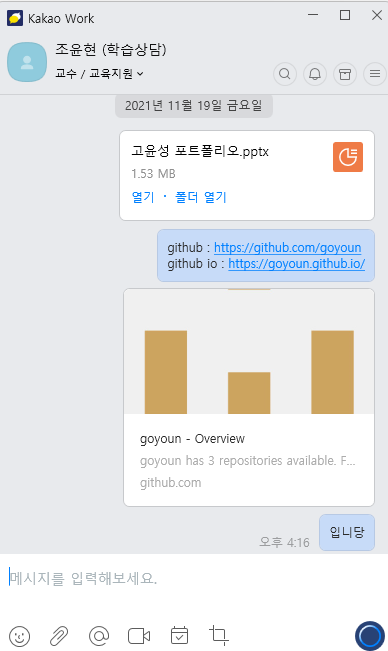 Kakao Work
조윤현 (학습상담)
교수 / 교육지원
2021년 11월 19일 금요일
고윤성 포트폴리오.pptx
1.53 MB
열기 · 폴더 열기
github : https://github.com/goyoun
github io : https://goyoun.github.io/
goyoun - Overview
goyoun has 3 repositories available. F...
github.com
오후 4:16
입니당
메시지를 입력해보세요.